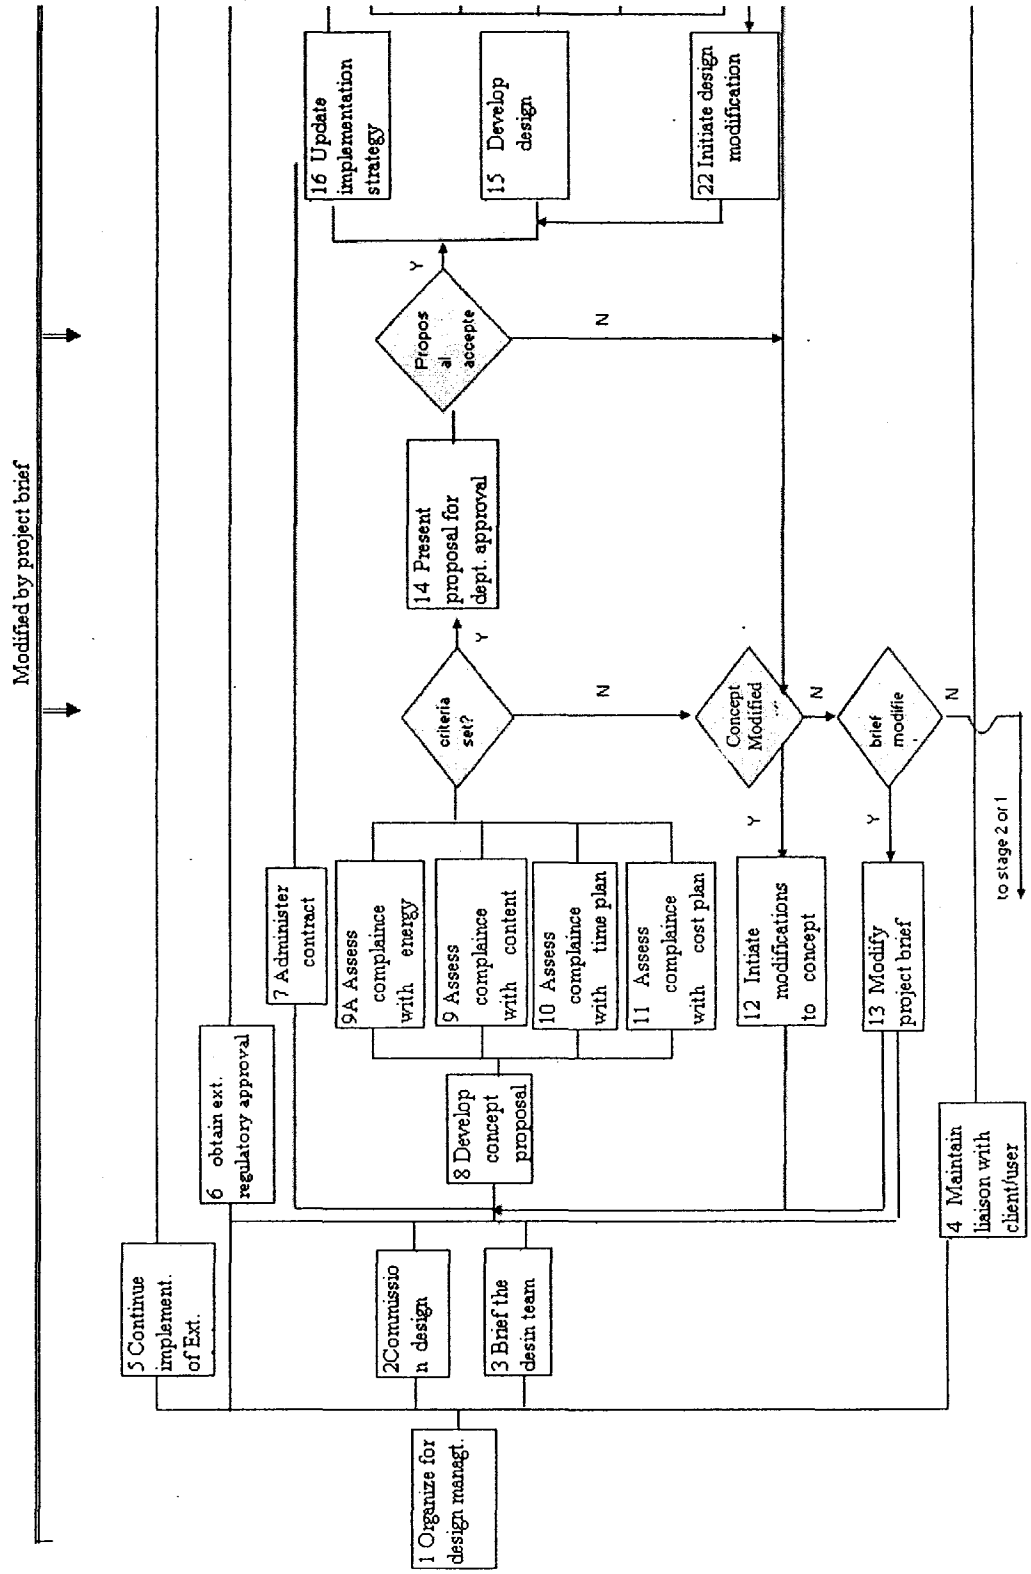 Modified by project brief
1 Organize for
design managt.
5 Continue
implement.
of Ext.
6 obtain ext.
regulatory approval
2Commissio
n design
3 Brief the
desin team
4 Maintain
liaison with
client/user
7 Administer
contract
8 Develop
concept
proposal
9A Assess
complaince
with energy
9 Assess
complaince
with content
10 Assess
complaince
with time plan
11 Assess
complaince
with cost plan
12 Intiate
modifications
to concept
13 Modify
project brief
criteria
set?
Y
N
Concept
Modified
Y
N
brief
modifie
Y
N
to stage 2 or 1
14 Present
proposal for
dept. approval
Propos
al
accepte
Y
N
16 Update
implementation
strategy
15 Develop
design
22 Initiate design
modification